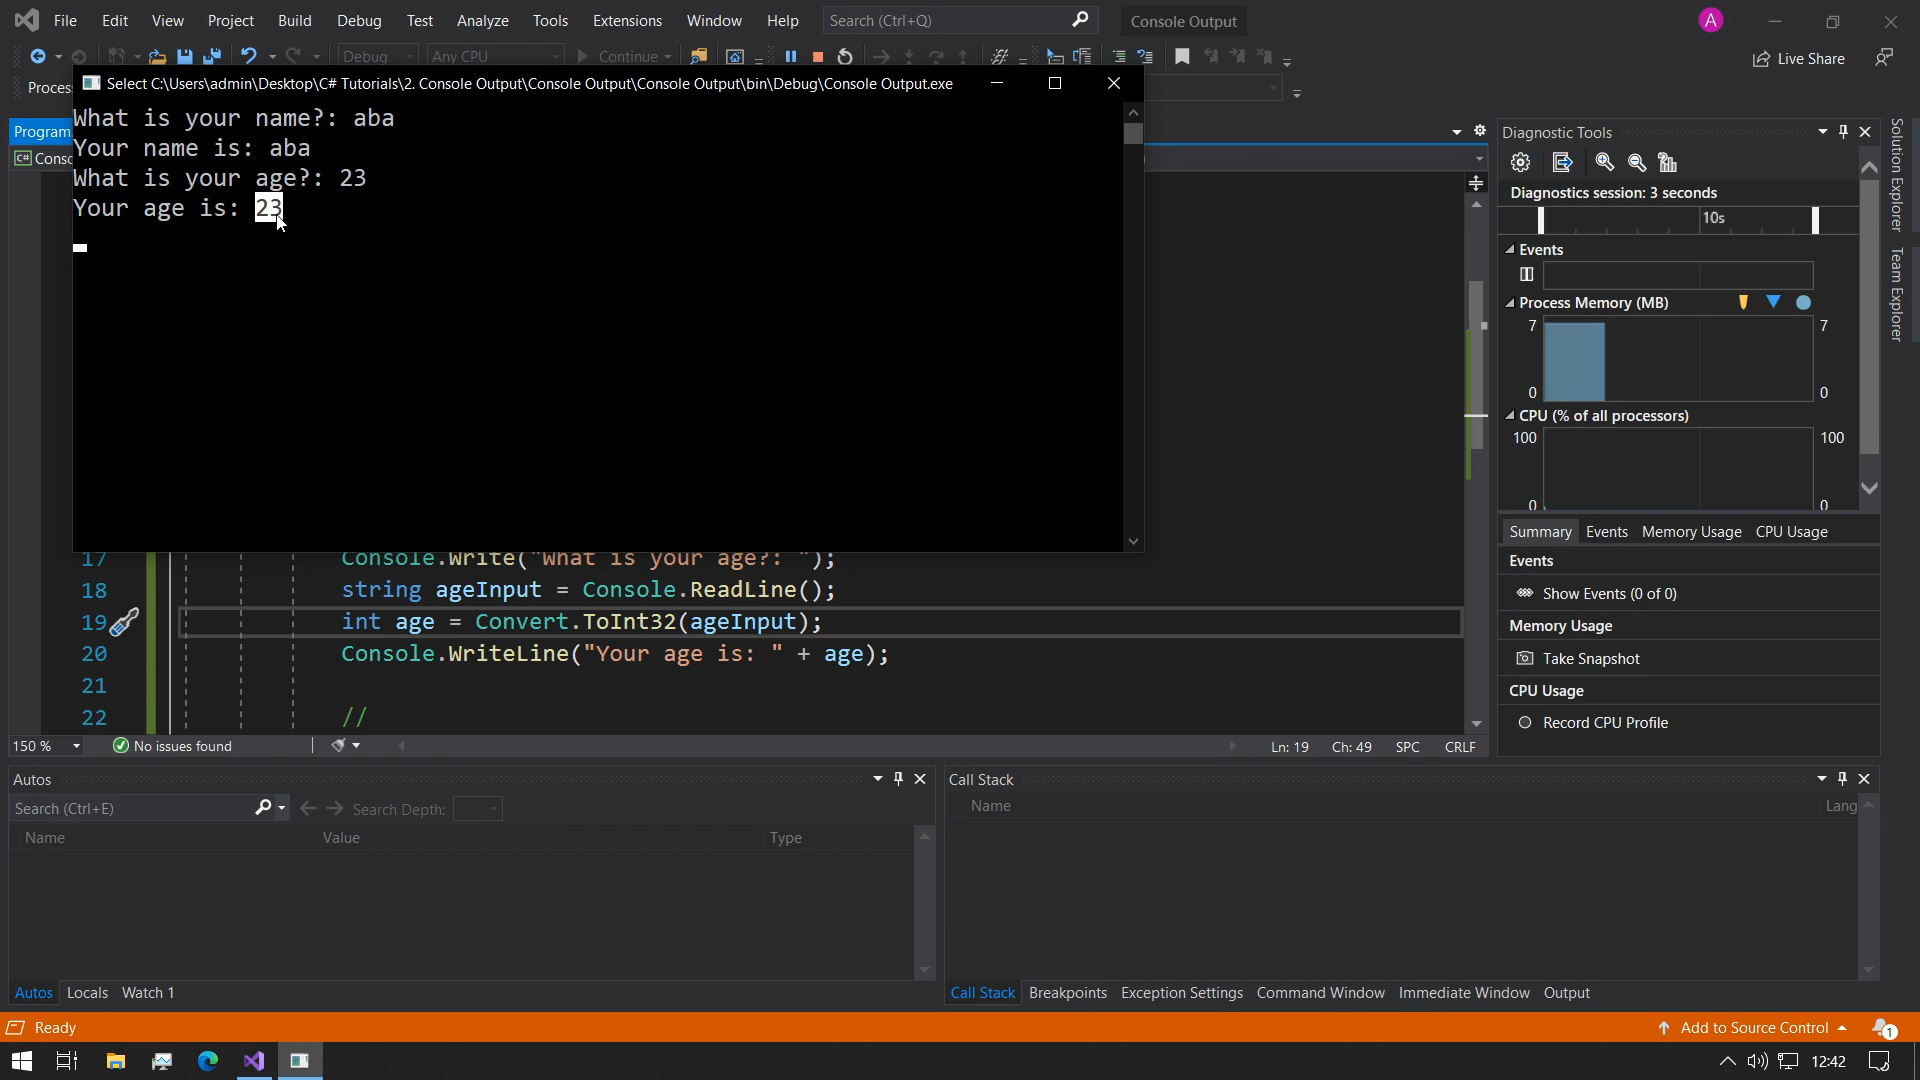 File Edit View Project Build Debug Test Analyze Tools Extensions Window Help Search (Ctrl+Q) Console Output A
Debug Any CPU Continue Live Share
Select C:\Users\admin\Desktop\C# Tutorials\2. Console Output\Console Output\Console Output\bin\Debug\Console Output.exe
What is your name?: aba
Your name is: aba
What is your age?: 23
Your age is: 23
17 Console.Write("What is your age?: ");
18 string ageInput = Console.ReadLine();
19 int age = Convert.ToInt32(ageInput);
20 Console.WriteLine("Your age is: " + age);
21
22 //
150 % No issues found Ln: 19 Ch: 49 SPC CRLF
Diagnostic Tools
Diagnostics session: 3 seconds
10s
Events
Process Memory (MB)
7 7
0 0
CPU (% of all processors)
100 100
0 0
Summary Events Memory Usage CPU Usage
Events
Show Events (0 of 0)
Memory Usage
Take Snapshot
CPU Usage
Record CPU Profile
Solution Explorer
Team Explorer
Autos
Search (Ctrl+E) Search Depth:
Name Value Type
Autos Locals Watch 1
Call Stack
Name Lang
Call Stack Breakpoints Exception Settings Command Window Immediate Window Output
Ready Add to Source Control 1
12:42